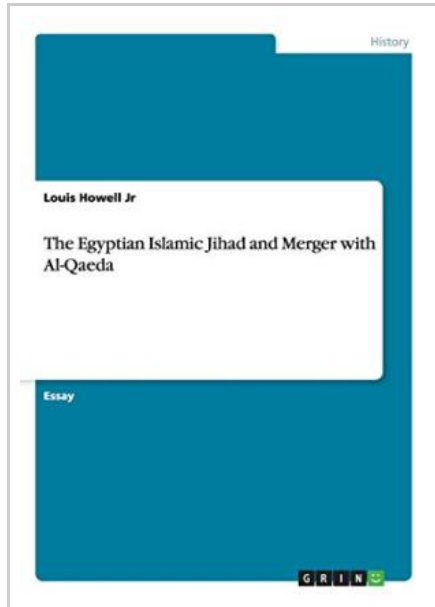 History
Louis Howell Jr
The Egyptian Islamic Jihad and Merger with
Al-Qaeda
Essay
GRIN